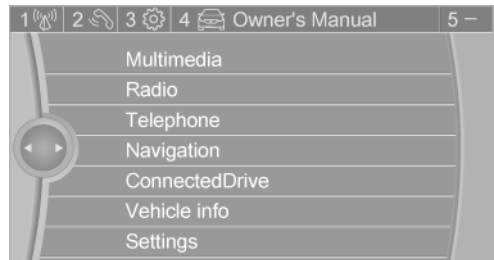 1 2 3 4 Owner's Manual 5 –
Multimedia
Radio
Telephone
Navigation
ConnectedDrive
Vehicle info
Settings